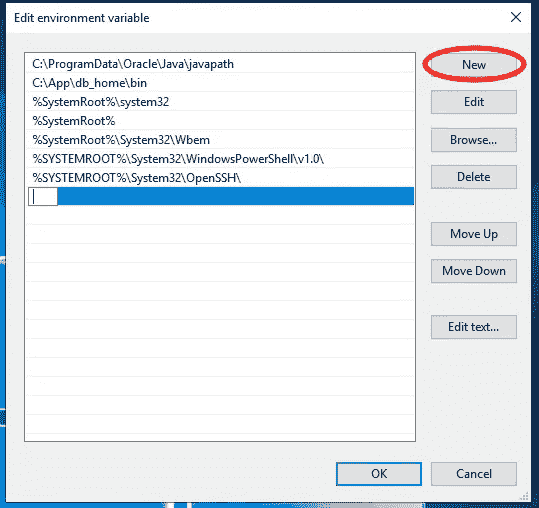 Edit environment variable
C:\ProgramData\Oracle\Java\javapath
C:\App\db_home\bin
%SystemRoot%\system32
%SystemRoot%
%SystemRoot%\System32\Wbem
%SYSTEMROOT%\System32\WindowsPowerShell\v1.0\
%SYSTEMROOT%\System32\OpenSSH\
New
Edit
Browse...
Delete
Move Up
Move Down
Edit text...
OK
Cancel